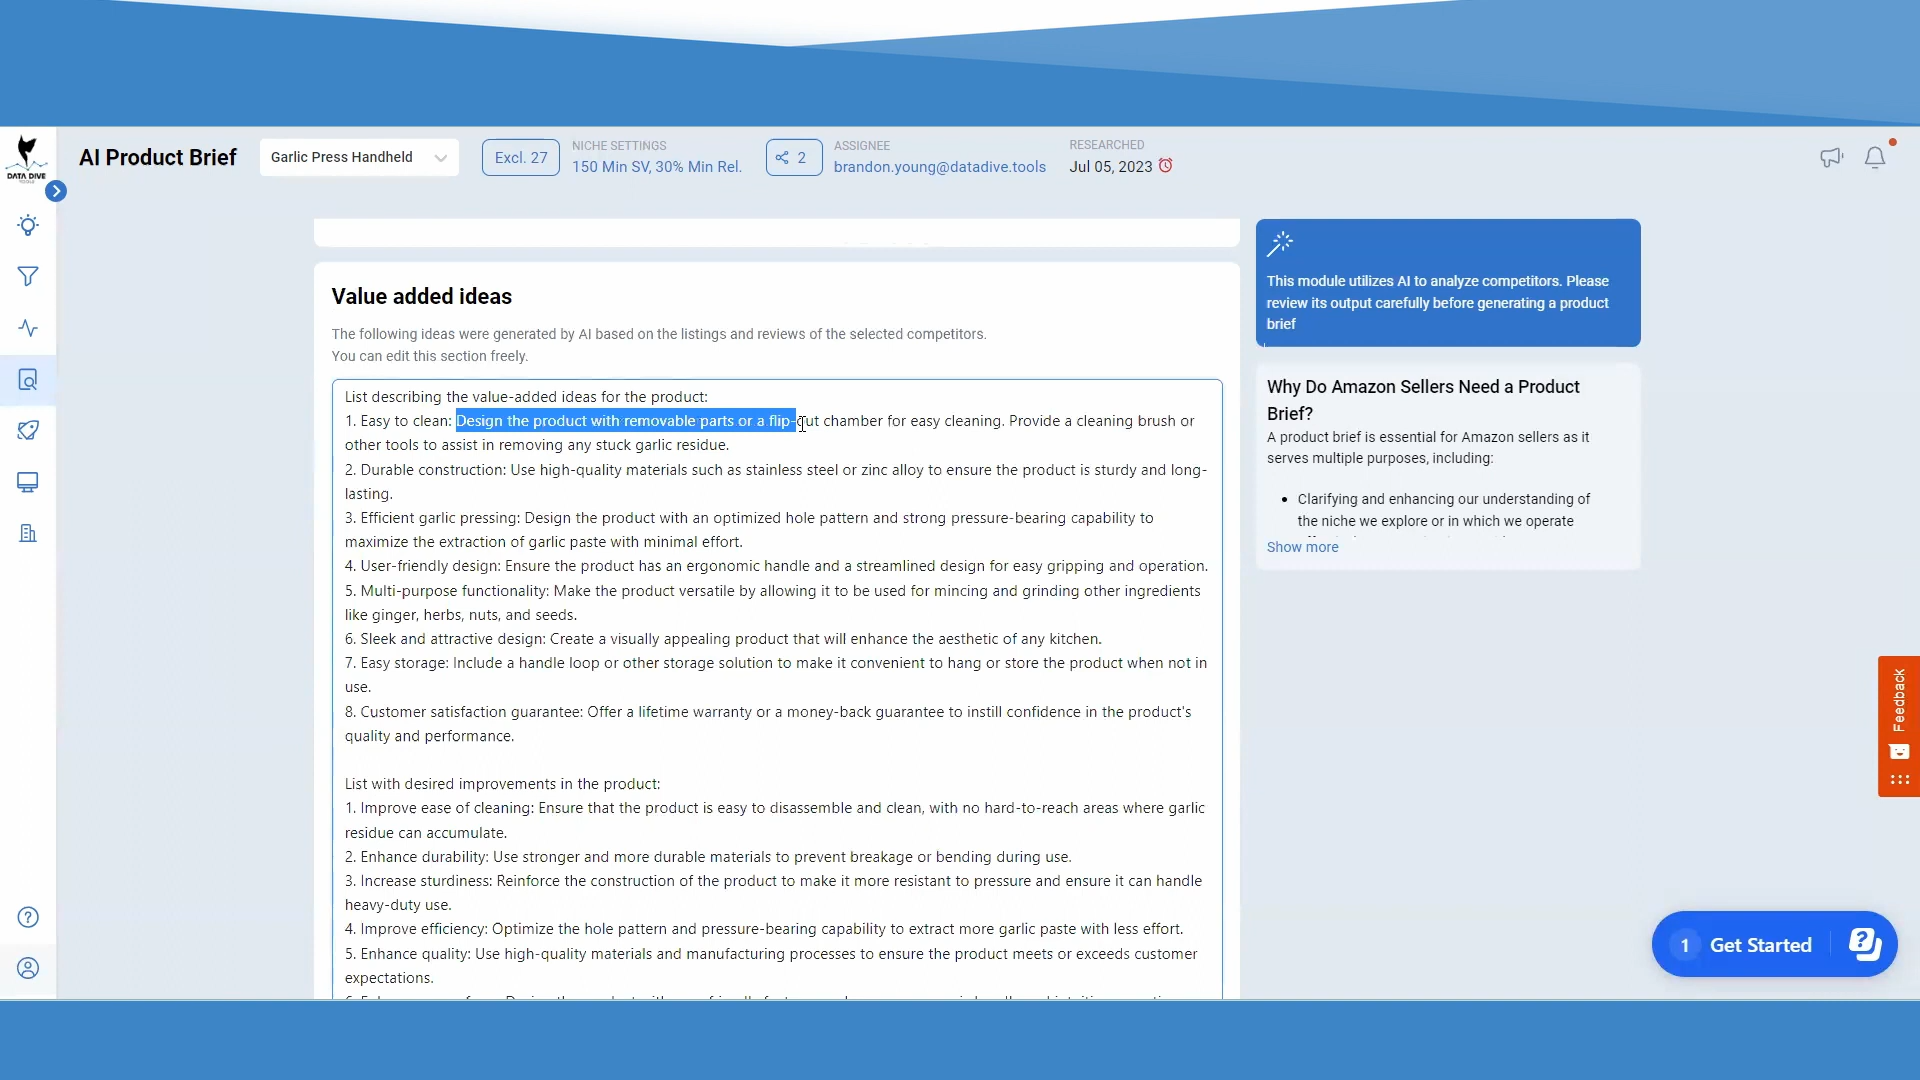 DATA DIVE
AI Product Brief
Garlic Press Handheld
Excl. 27
NICHE SETTINGS
150 Min SV, 30% Min Rel.
2
ASSIGNEE
brandon.young@datadive.tools
RESEARCHED
Jul 05, 2023
Value added ideas
The following ideas were generated by AI based on the listings and reviews of the selected competitors.
You can edit this section freely.
List describing the value-added ideas for the product:
1. Easy to clean: Design the product with removable parts or a flip-out chamber for easy cleaning. Provide a cleaning brush or
other tools to assist in removing any stuck garlic residue.
2. Durable construction: Use high-quality materials such as stainless steel or zinc alloy to ensure the product is sturdy and long-
lasting.
3. Efficient garlic pressing: Design the product with an optimized hole pattern and strong pressure-bearing capability to
maximize the extraction of garlic paste with minimal effort.
4. User-friendly design: Ensure the product has an ergonomic handle and a streamlined design for easy gripping and operation.
5. Multi-purpose functionality: Make the product versatile by allowing it to be used for mincing and grinding other ingredients
like ginger, herbs, nuts, and seeds.
6. Sleek and attractive design: Create a visually appealing product that will enhance the aesthetic of any kitchen.
7. Easy storage: Include a handle loop or other storage solution to make it convenient to hang or store the product when not in
use.
8. Customer satisfaction guarantee: Offer a lifetime warranty or a money-back guarantee to instill confidence in the product's
quality and performance.
List with desired improvements in the product:
1. Improve ease of cleaning: Ensure that the product is easy to disassemble and clean, with no hard-to-reach areas where garlic
residue can accumulate.
2. Enhance durability: Use stronger and more durable materials to prevent breakage or bending during use.
3. Increase sturdiness: Reinforce the construction of the product to make it more resistant to pressure and ensure it can handle
heavy-duty use.
4. Improve efficiency: Optimize the hole pattern and pressure-bearing capability to extract more garlic paste with less effort.
5. Enhance quality: Use high-quality materials and manufacturing processes to ensure the product meets or exceeds customer
expectations.
This module utilizes AI to analyze competitors. Please
review its output carefully before generating a product
brief
Why Do Amazon Sellers Need a Product
Brief?
A product brief is essential for Amazon sellers as it
serves multiple purposes, including:
• Clarifying and enhancing our understanding of
the niche we explore or in which we operate
Show more
Feedback
1 Get Started